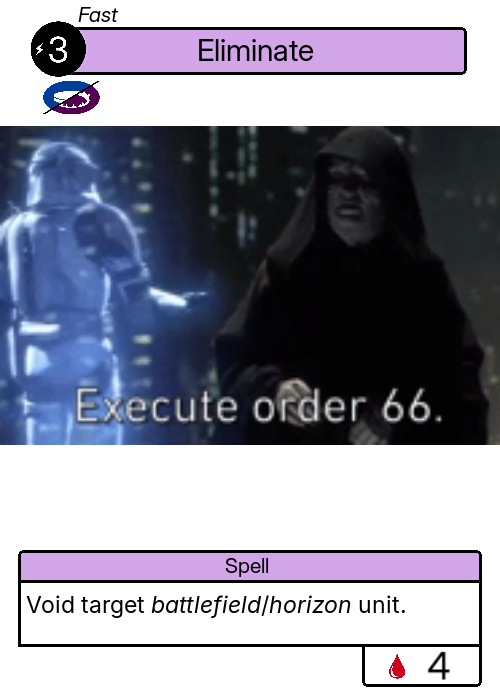 Fast
3
Eliminate
Execute order 66.
Spell
Void target battlefield/horizon unit.
4